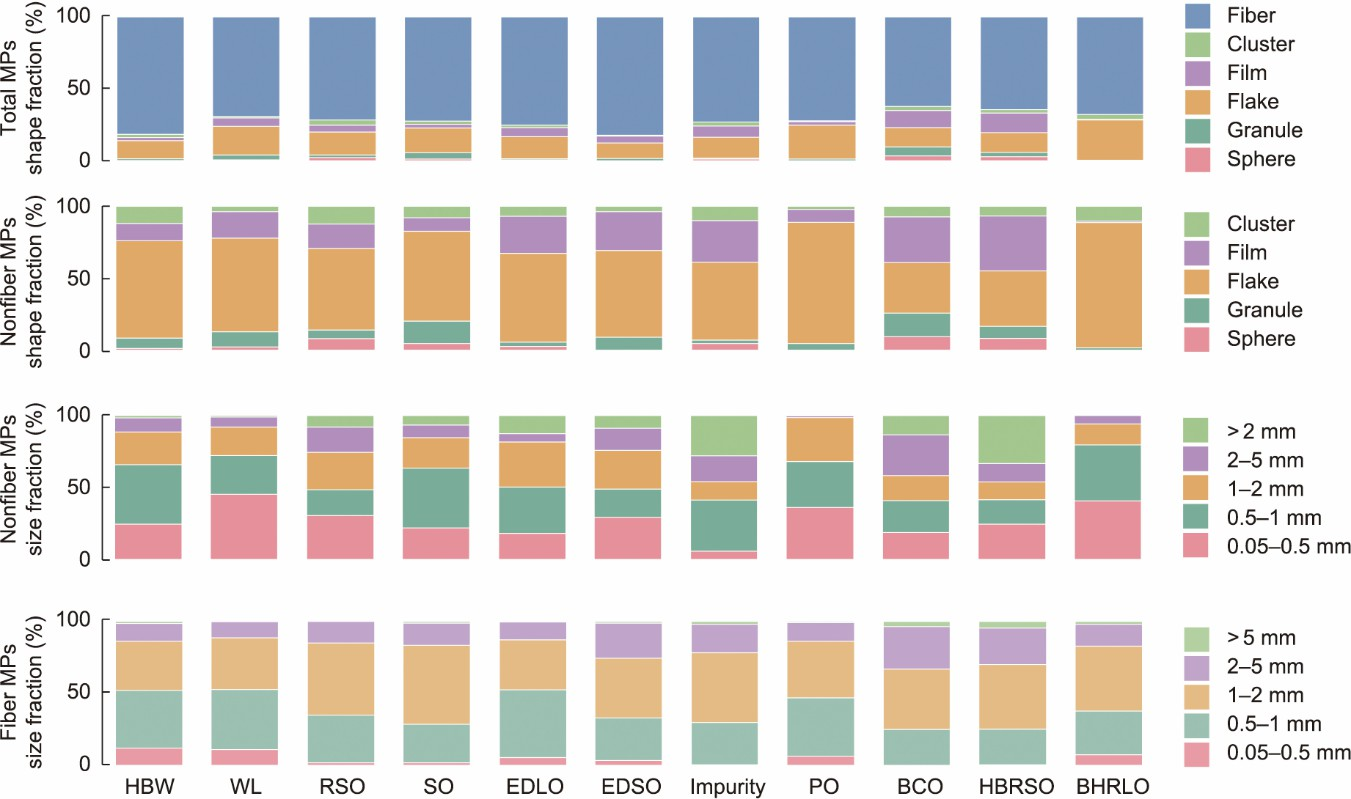 Total MPs
shape fraction (%)
100
50
0
Fiber
Cluster
Film
Flake
Granule
Sphere
Nonfiber MPs
shape fraction (%)
100
50
0
Cluster
Film
Flake
Granule
Sphere
Nonfiber MPs
size fraction (%)
100
50
0
> 2 mm
2–5 mm
1–2 mm
0.5–1 mm
0.05–0.5 mm
Fiber MPs
size fraction (%)
100
50
0
> 5 mm
2–5 mm
1–2 mm
0.5–1 mm
0.05–0.5 mm
HBW WL RSO SO EDLO EDSO Impurity PO BCO HBRSO BHRLO